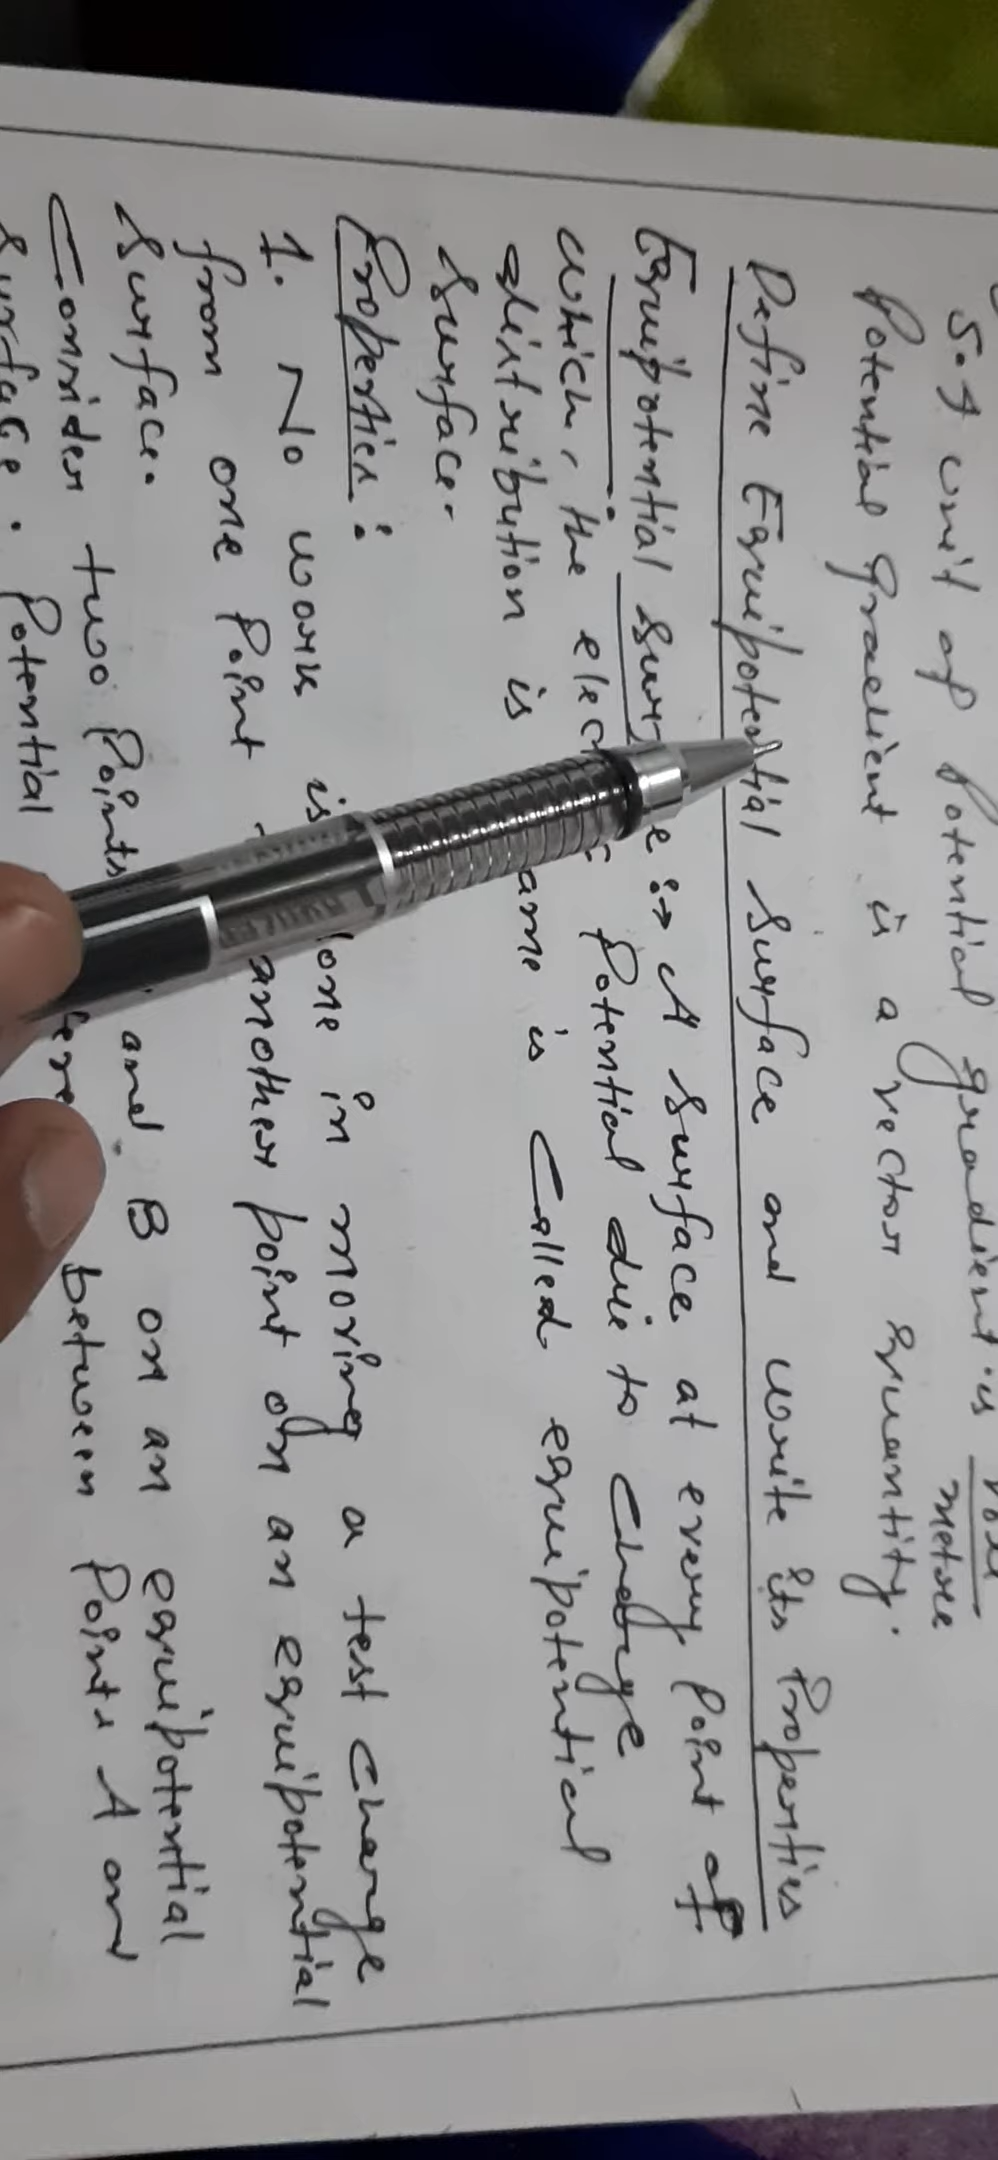 S.I unit of Potential gradient is Volt
metre
Potential gradient is a vector quantity.
Define Equipotential Surface and write its Properties
Equipotential Sur e :→ A Surface at every Point of
which, the elec Potential due to Charge
distribution is ame is Called equipotential
Surface.
Properties:
1. No work is one in moving a test Charge
from one Point another point on an equipotential
Surface.
Consider two Points and B on an equipotential
Surface. Potential between Points A and